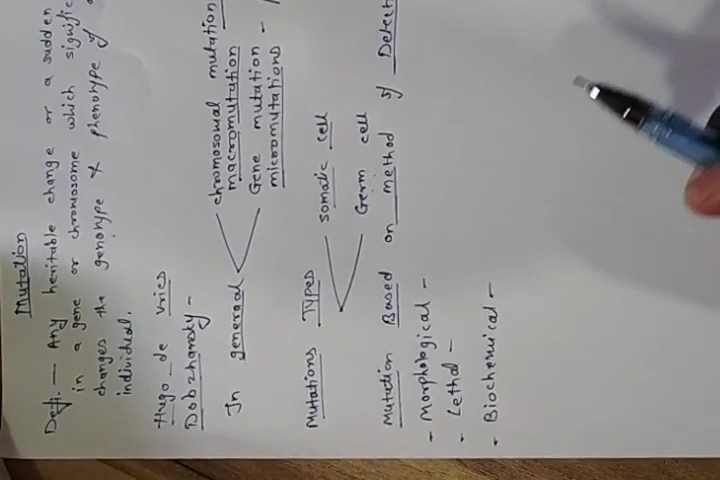 Mutation
Defi. — Any heritable change or a sudden
in a gene or chromosome which signific
changes the genotype & phenotype of
individual.
Hugo de Vries
Dobzhansky -
In general
chromosomal mutation
macromutation
Gene mutation -
micromutations
Mutations Types
somatic cell
Germ cell
Mutation Based on method of Detect
- Morphological -
- Lethal -
- Biochemical -